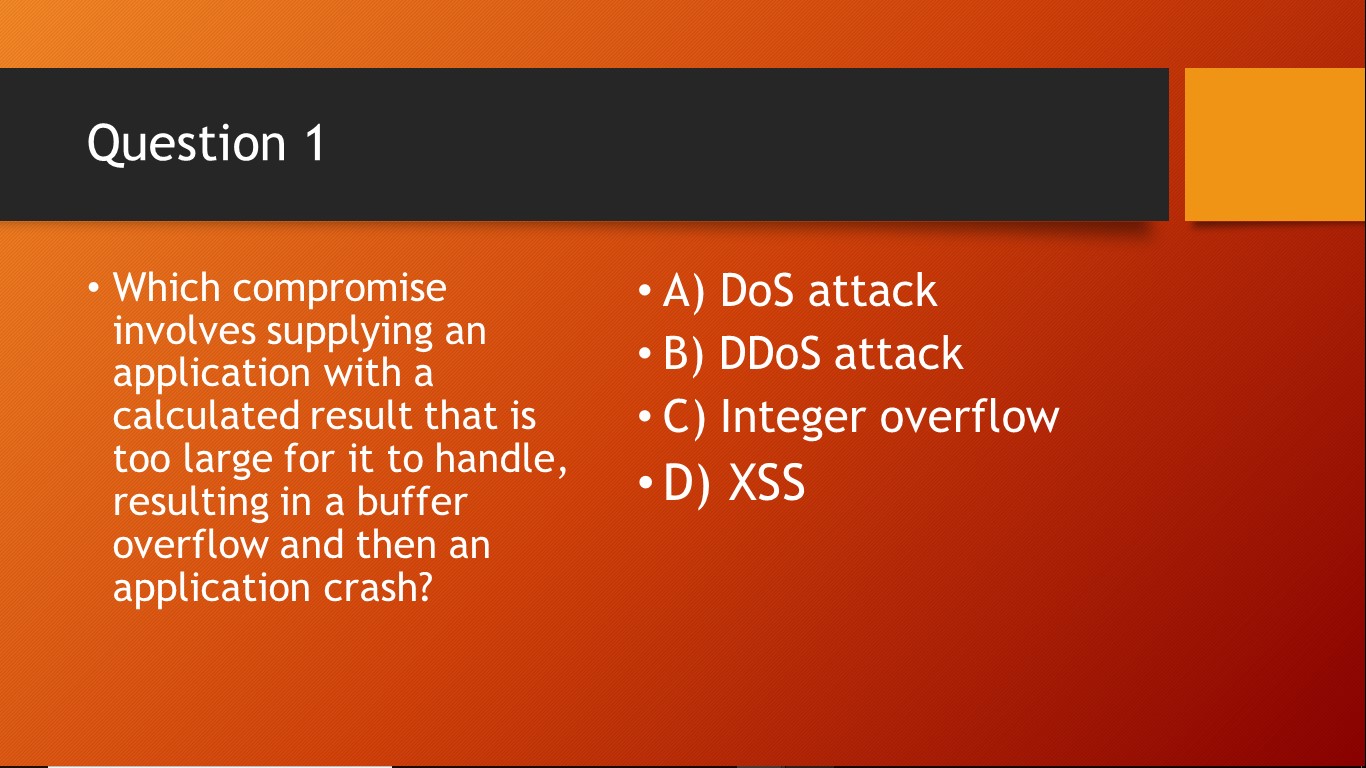 Question 1
• Which compromise
involves supplying an
application with a
calculated result that is
too large for it to handle,
resulting in a buffer
overflow and then an
application crash?
• A) DoS attack
• B) DDoS attack
• C) Integer overflow
• D) XSS